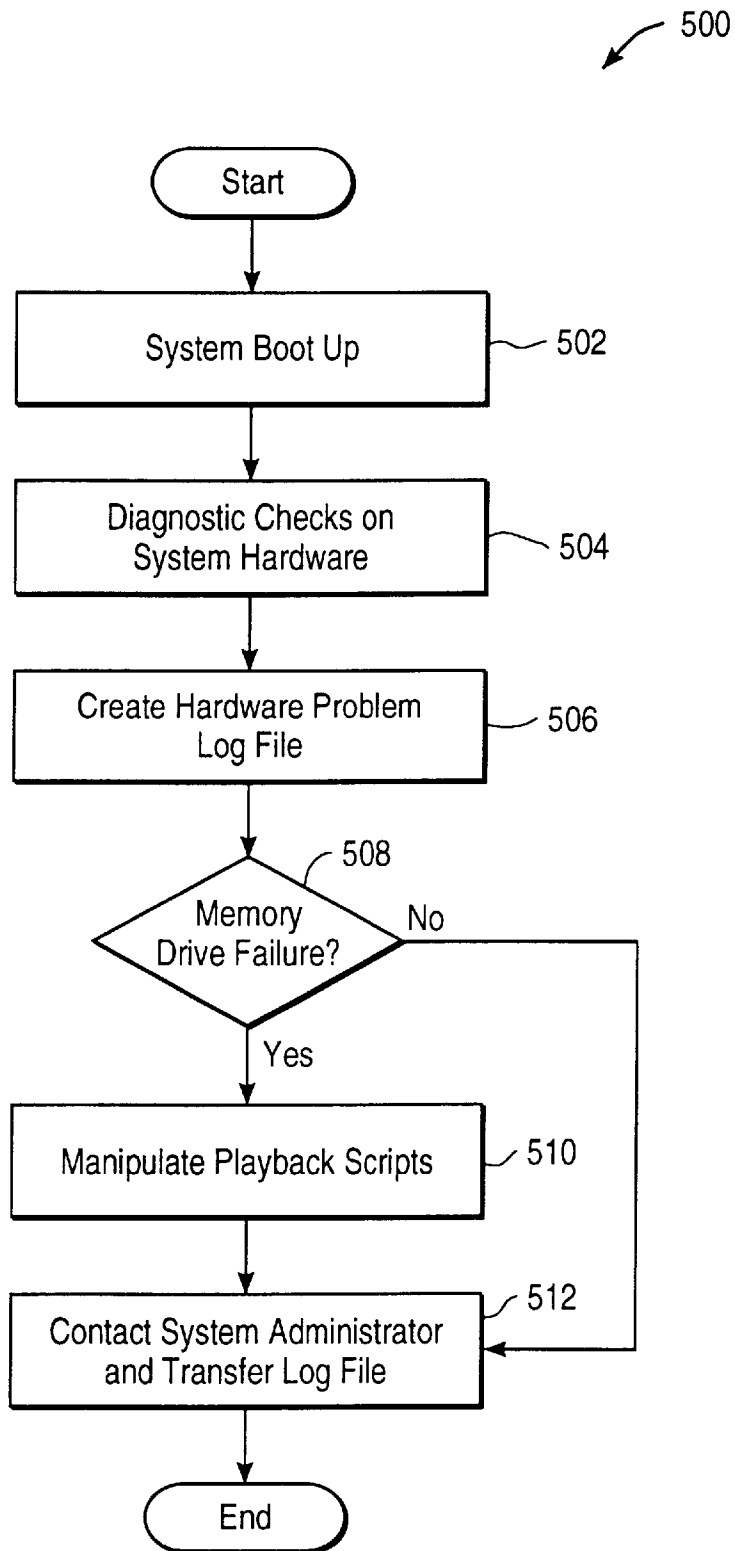 500
Start
System Boot Up
502
Diagnostic Checks on
System Hardware
504
Create Hardware Problem
Log File
506
508
Memory
Drive Failure?
No
Yes
Manipulate Playback Scripts
510
512
Contact System Administrator
and Transfer Log File
End